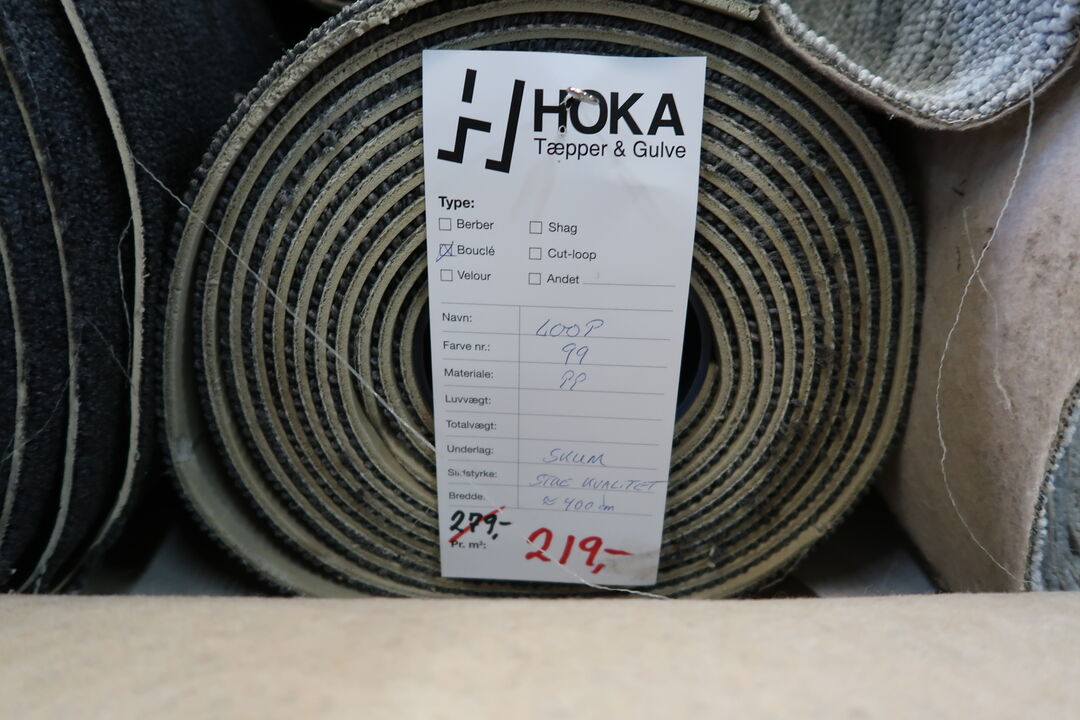 HOKA
Tæpper & Gulve
Type:
Berber
Shag
Bouclé
Cut-loop
Velour
Andet
Navn: LOOP
Farve nr.: 99
Materiale: PP
Luvvægt:
Totalvægt:
Underlag: SKUM
Slidstyrke: KVALITET
Bredde. ≈ 400 cm
279,-
Pr. m²: 219,-